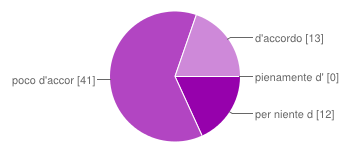 d'accordo [13]
poco d'accor [41]
pienamente d' [0]
per niente d [12]